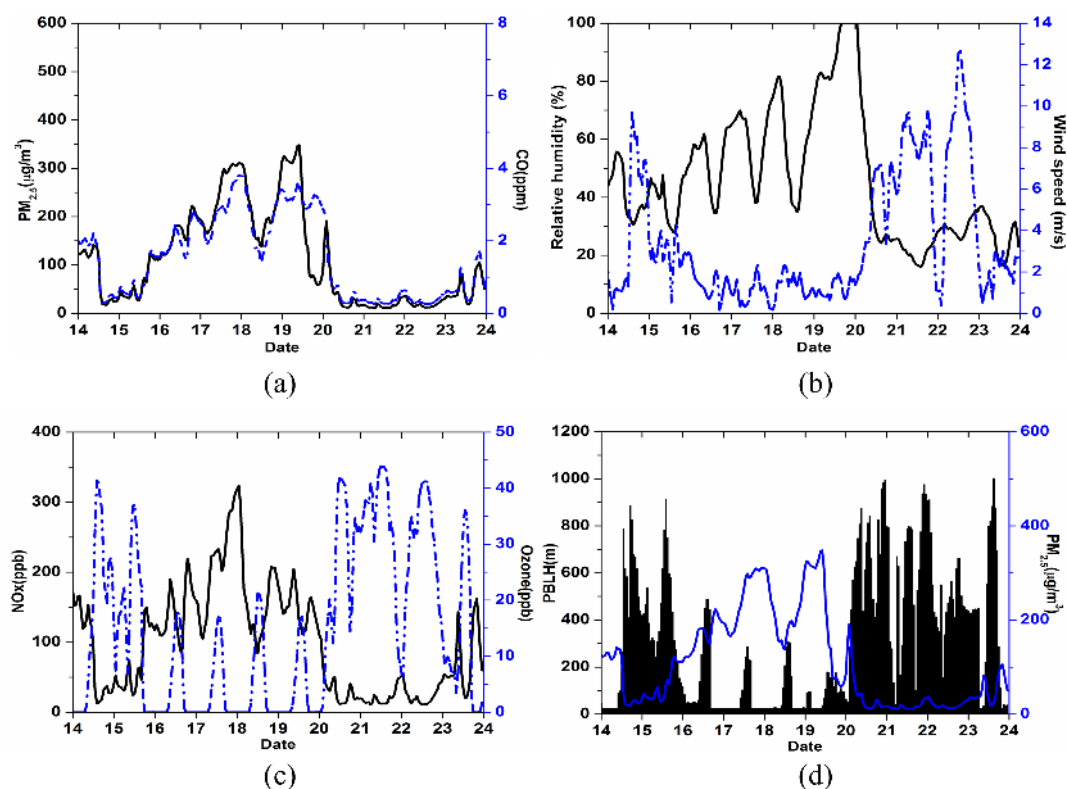 600
500
400
300
200
100
0
PM2.5(μg/m3)
8
6
4
2
0
CO(ppm)
14 15 16 17 18 19 20 21 22 23 24
Date
(a)
100
80
60
40
20
0
Relative humidity (%)
14
12
10
8
6
4
2
0
Wind speed (m/s)
14 15 16 17 18 19 20 21 22 23 24
Date
(b)
400
300
200
100
0
NOx(ppb)
50
40
30
20
10
0
Ozone(ppb)
14 15 16 17 18 19 20 21 22 23 24
Date
(c)
1200
1000
800
600
400
200
0
PBLH(m)
600
400
200
0
PM2.5(μg/m3)
14 15 16 17 18 19 20 21 22 23 24
Date
(d)